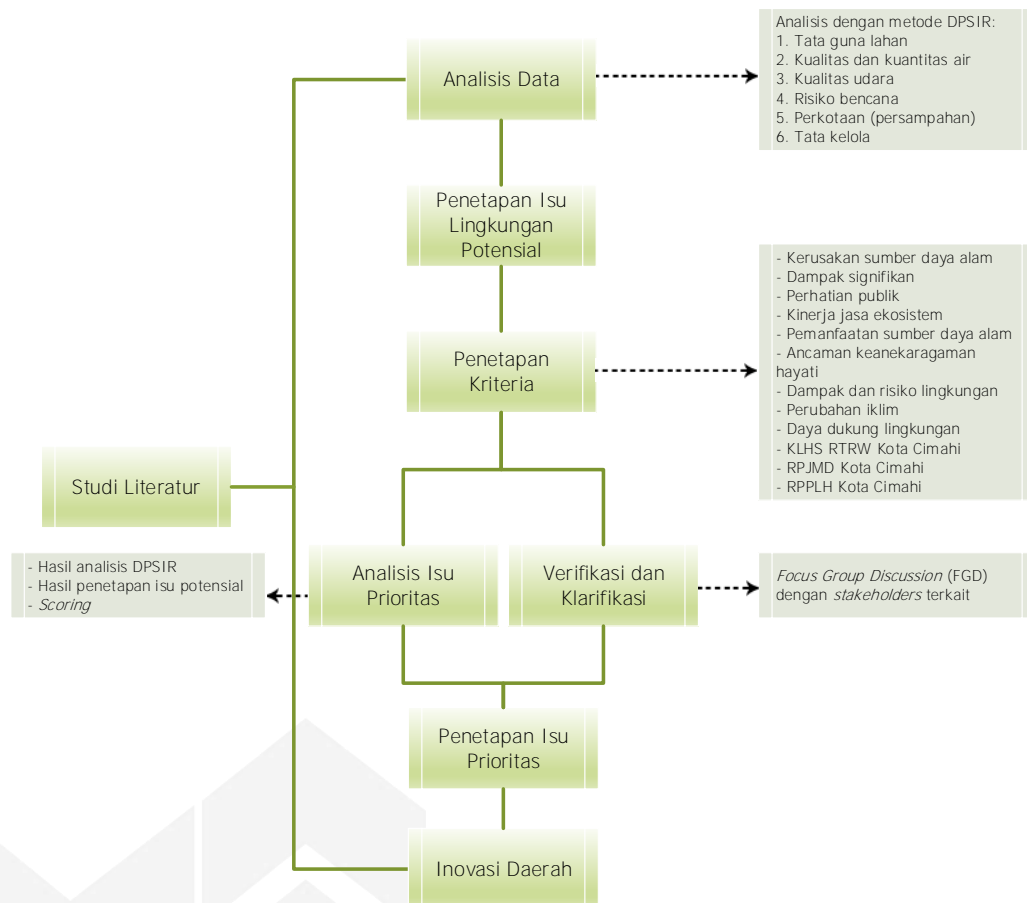 Analisis Data
Analisis dengan metode DPSIR:
1. Tata guna lahan
2. Kualitas dan kuantitas air
3. Kualitas udara
4. Risiko bencana
5. Perkotaan (persampahan)
6. Tata kelola
Penetapan Isu
Lingkungan
Potensial
Penetapan
Kriteria
- Kerusakan sumber daya alam
- Dampak signifikan
- Perhatian publik
- Kinerja jasa ekosistem
- Pemanfaatan sumber daya alam
- Ancaman keanekaragaman
hayati
- Dampak dan risiko lingkungan
- Perubahan iklim
- Daya dukung lingkungan
- KLHS RTRW Kota Cimahi
- RPJMD Kota Cimahi
- RPPLH Kota Cimahi
Studi Literatur
- Hasil analisis DPSIR
- Hasil penetapan isu potensial
- Scoring
Analisis Isu
Prioritas
Verifikasi dan
Klarifikasi
Focus Group Discussion (FGD)
dengan stakeholders terkait
Penetapan Isu
Prioritas
Inovasi Daerah